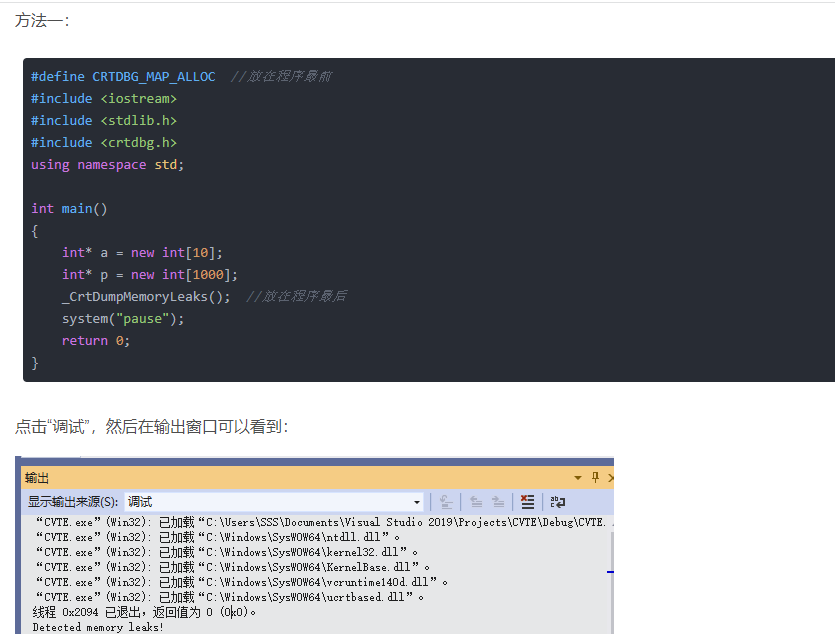 方法一：
#define CRTDBG_MAP_ALLOC  //放在程序最前
#include <iostream>
#include <stdlib.h>
#include <crtdbg.h>
using namespace std;
int main()
{
    int* a = new int[10];
    int* p = new int[1000];
    _CrtDumpMemoryLeaks();  //放在程序最后
    system("pause");
    return 0;
}
点击“调试”，然后在输出窗口可以看到：
输出
显示输出来源(S): 调试
“CVTE.exe”(Win32): 已加载“C:\Users\SSS\Documents\Visual Studio 2019\Projects\CVTE\Debug\CVTE.
“CVTE.exe”(Win32): 已加载“C:\Windows\SysWOW64\ntdll.dll”。
“CVTE.exe”(Win32): 已加载“C:\Windows\SysWOW64\kernel32.dll”。
“CVTE.exe”(Win32): 已加载“C:\Windows\SysWOW64\KernelBase.dll”。
“CVTE.exe”(Win32): 已加载“C:\Windows\SysWOW64\vcruntime140d.dll”。
“CVTE.exe”(Win32): 已加载“C:\Windows\SysWOW64\ucrtbased.dll”。
线程 0x2094 已退出，返回值为 0 (0x0)。
Detected memory leaks!